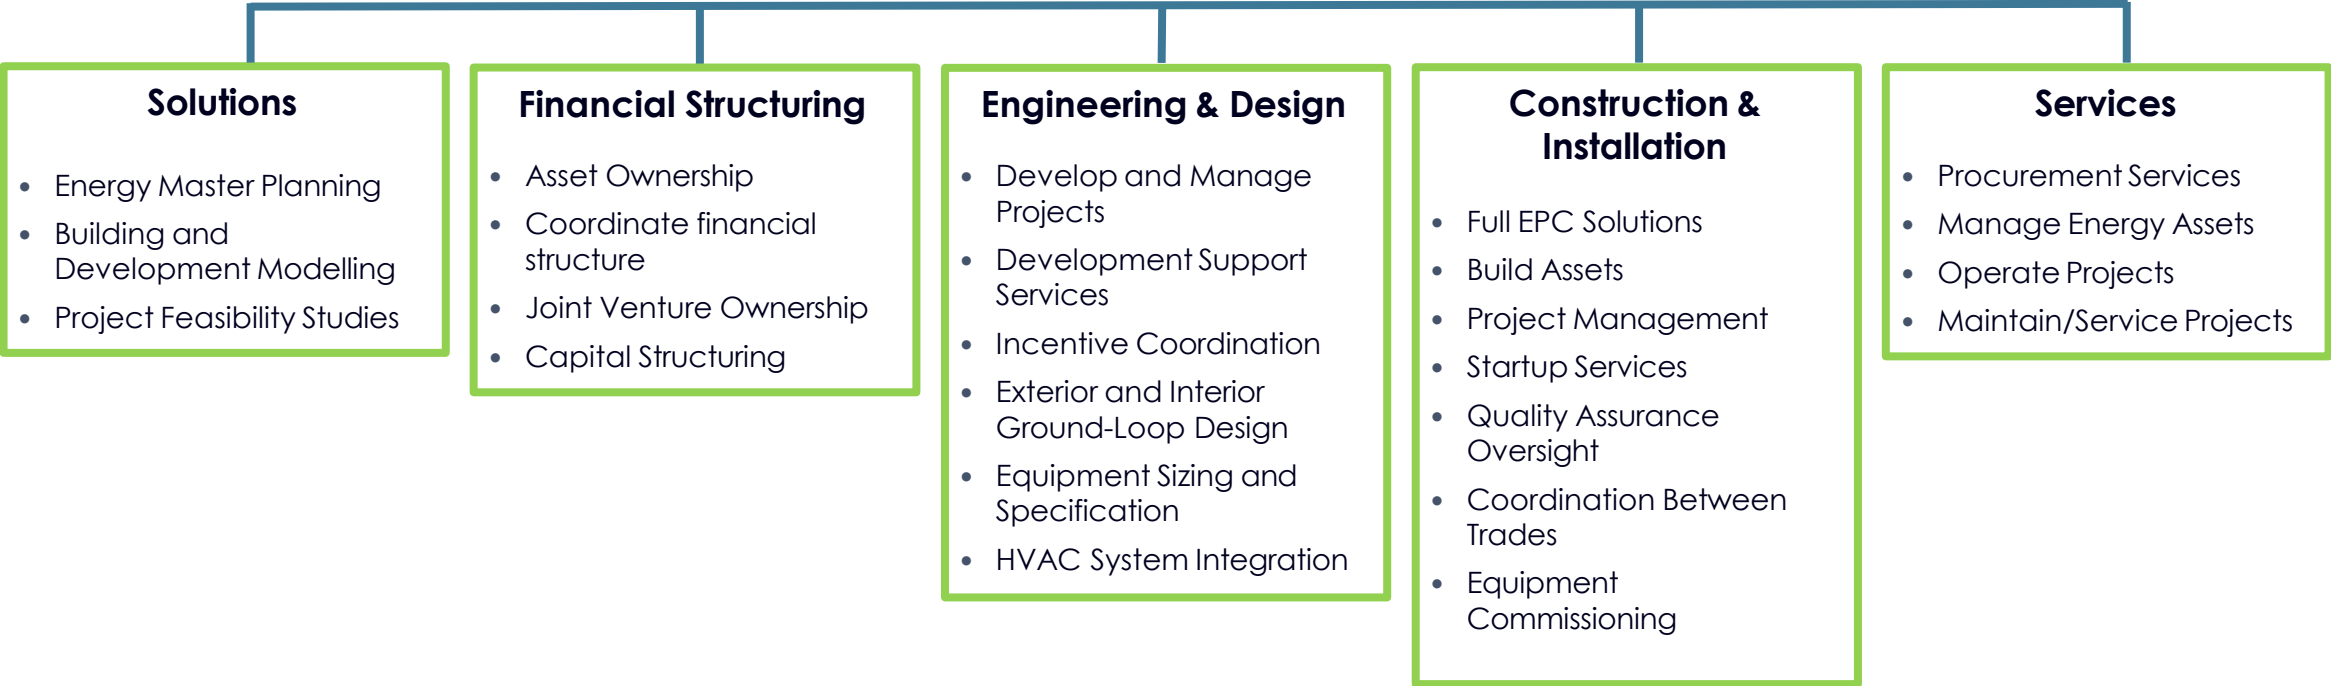 Solutions
• Energy Master Planning
• Building and
Development Modelling
• Project Feasibility Studies
Financial Structuring
• Asset Ownership
• Coordinate financial
structure
• Joint Venture Ownership
• Capital Structuring
Engineering & Design
• Develop and Manage
Projects
• Development Support
Services
• Incentive Coordination
• Exterior and Interior
Ground-Loop Design
• Equipment Sizing and
Specification
• HVAC System Integration
Construction &
Installation
• Full EPC Solutions
• Build Assets
• Project Management
• Startup Services
• Quality Assurance
Oversight
• Coordination Between
Trades
• Equipment
Commissioning
Services
• Procurement Services
• Manage Energy Assets
• Operate Projects
• Maintain/Service Projects